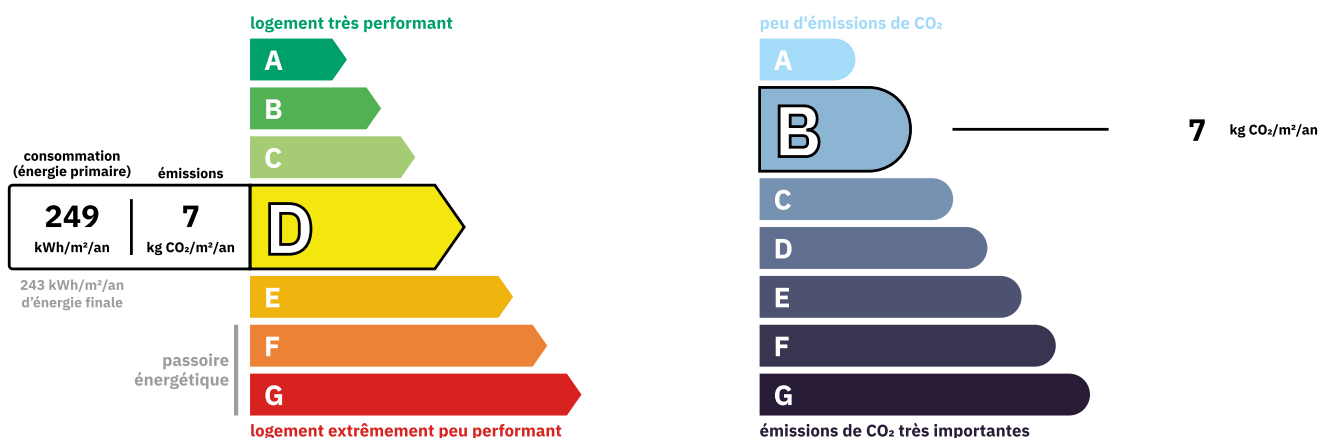 logement très performant
A
B
C
consommation
(énergie primaire)
émissions
249
kWh/m²/an
7
kg CO₂/m²/an
D
243 kWh/m²/an
d'énergie finale
E
passoire
énergétique
F
G
logement extrêmement peu performant
peu d'émissions de CO₂
A
B
7 kg CO₂/m²/an
C
D
E
F
G
émissions de CO₂ très importantes